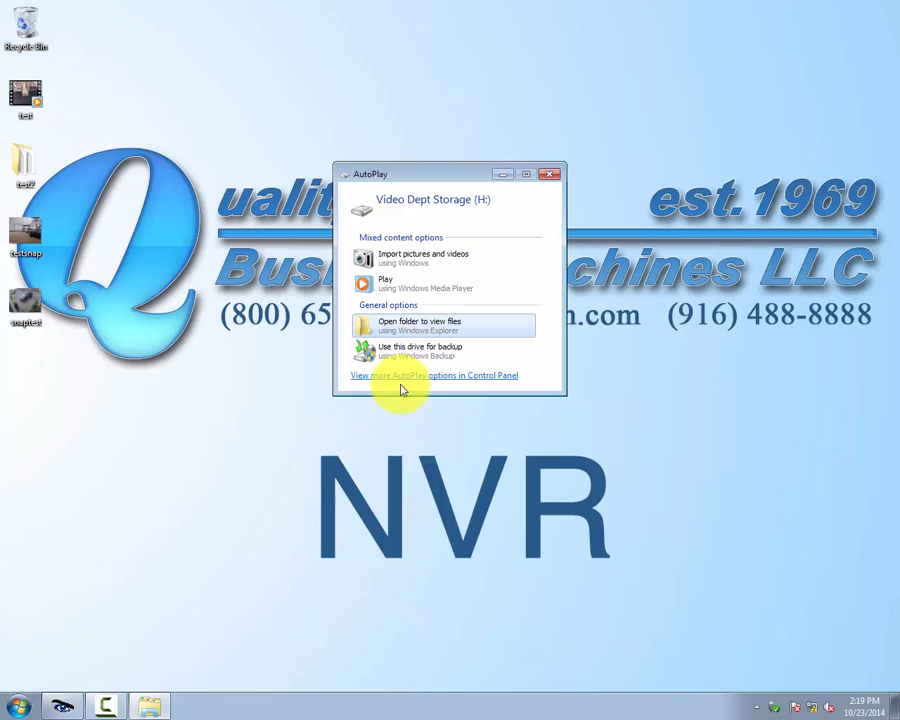 Recycle Bin
test
test2
testsnap
snaptest
AutoPlay
Video Dept Storage (H:)
Mixed content options
Import pictures and videos
using Windows
Play
using Windows Media Player
General options
Open folder to view files
using Windows Explorer
Use this drive for backup
using Windows Backup
View more AutoPlay options in Control Panel
est.1969
chines LLC
(800) 65
.com (916) 488-8888
NVR
2:19 PM
10/23/2014